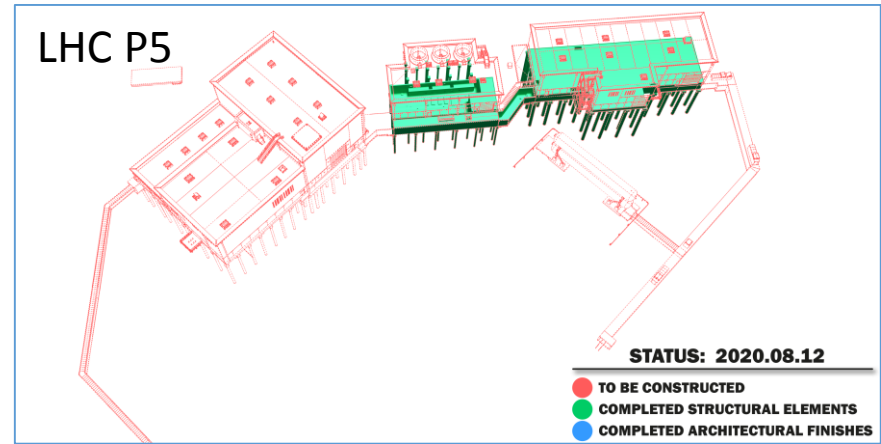 LHC P5
STATUS: 2020.08.12
TO BE CONSTRUCTED
COMPLETED STRUCTURAL ELEMENTS
COMPLETED ARCHITECTURAL FINISHES